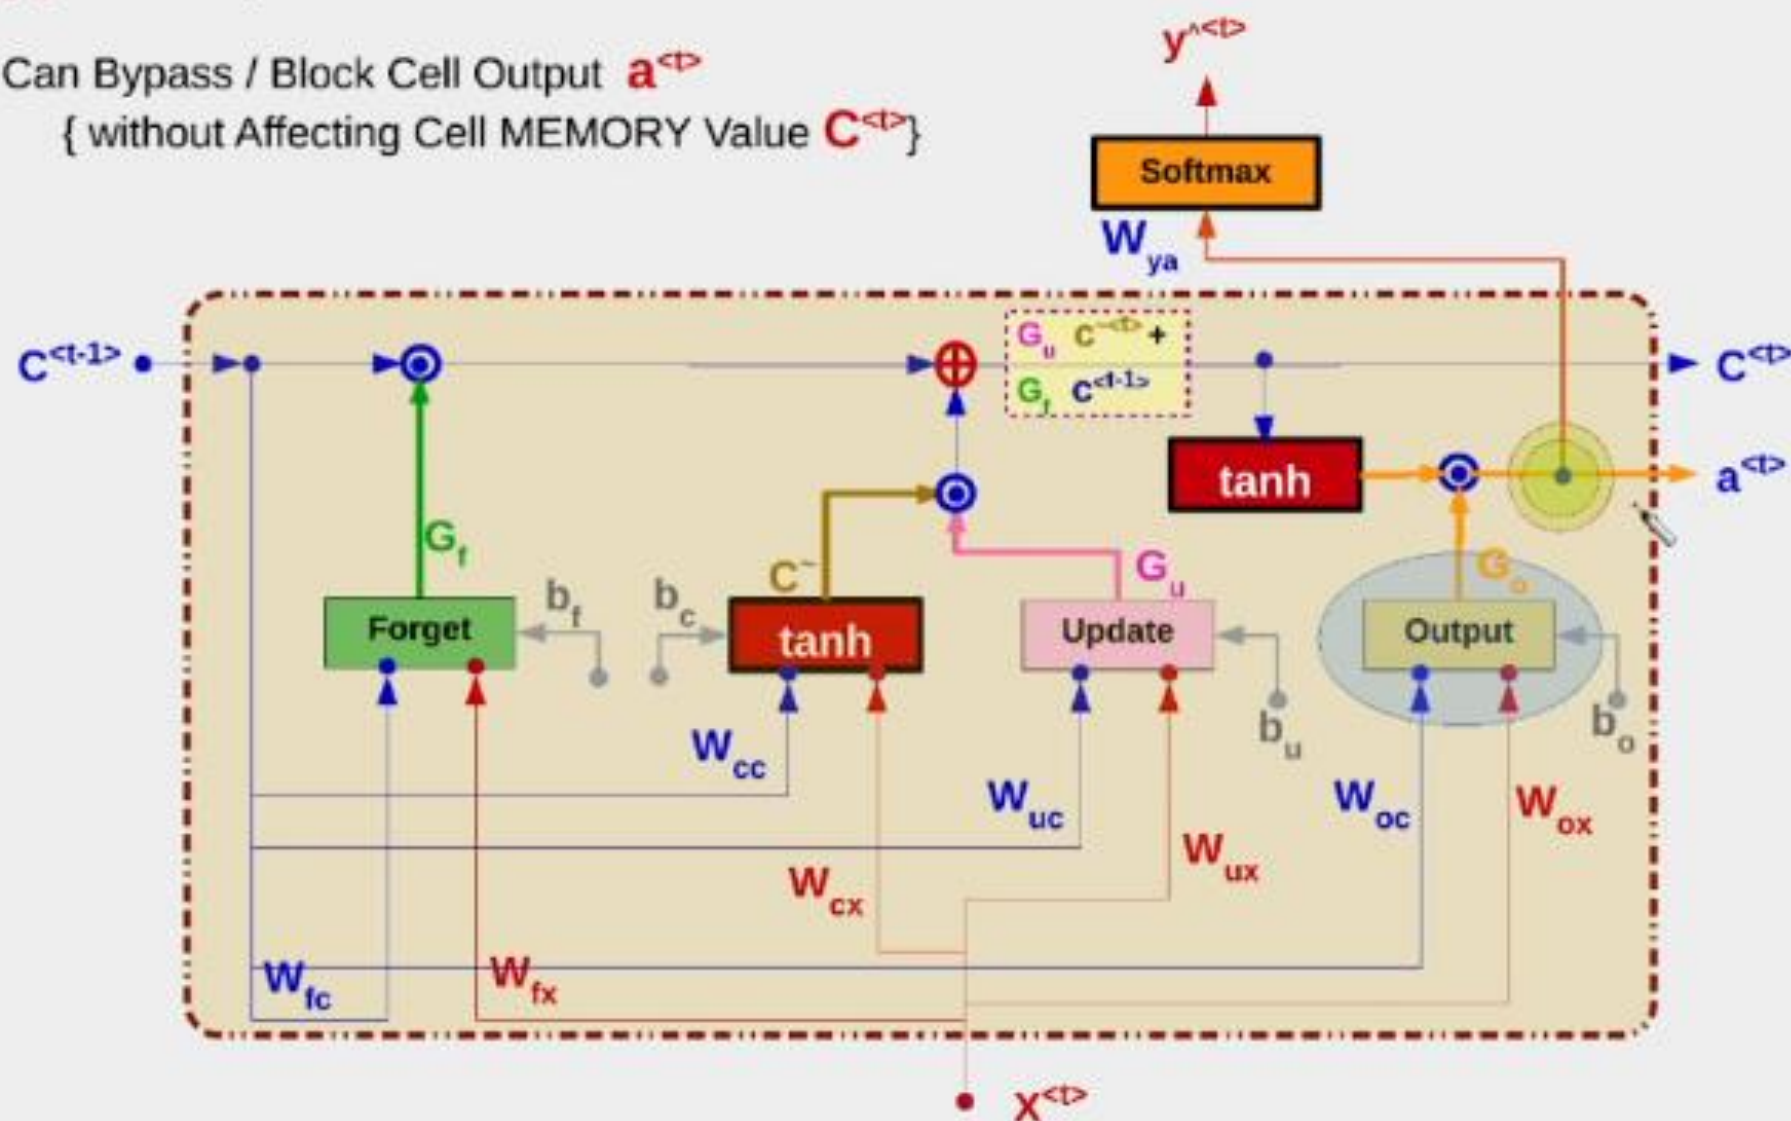 Can Bypass / Block Cell Output a<t>
{ without Affecting Cell MEMORY Value C<t>}
y^<t>
Softmax
Wya
C<t-1>
Gu c~<t> +
Gf c<t-1>
C<t>
tanh
a<t>
Gf
C~
Gu
Go
bf
bc
Forget
tanh
Update
Output
bu
bo
Wcc
Wuc
Woc
Wox
Wux
Wcx
Wfc
Wfx
x<t>